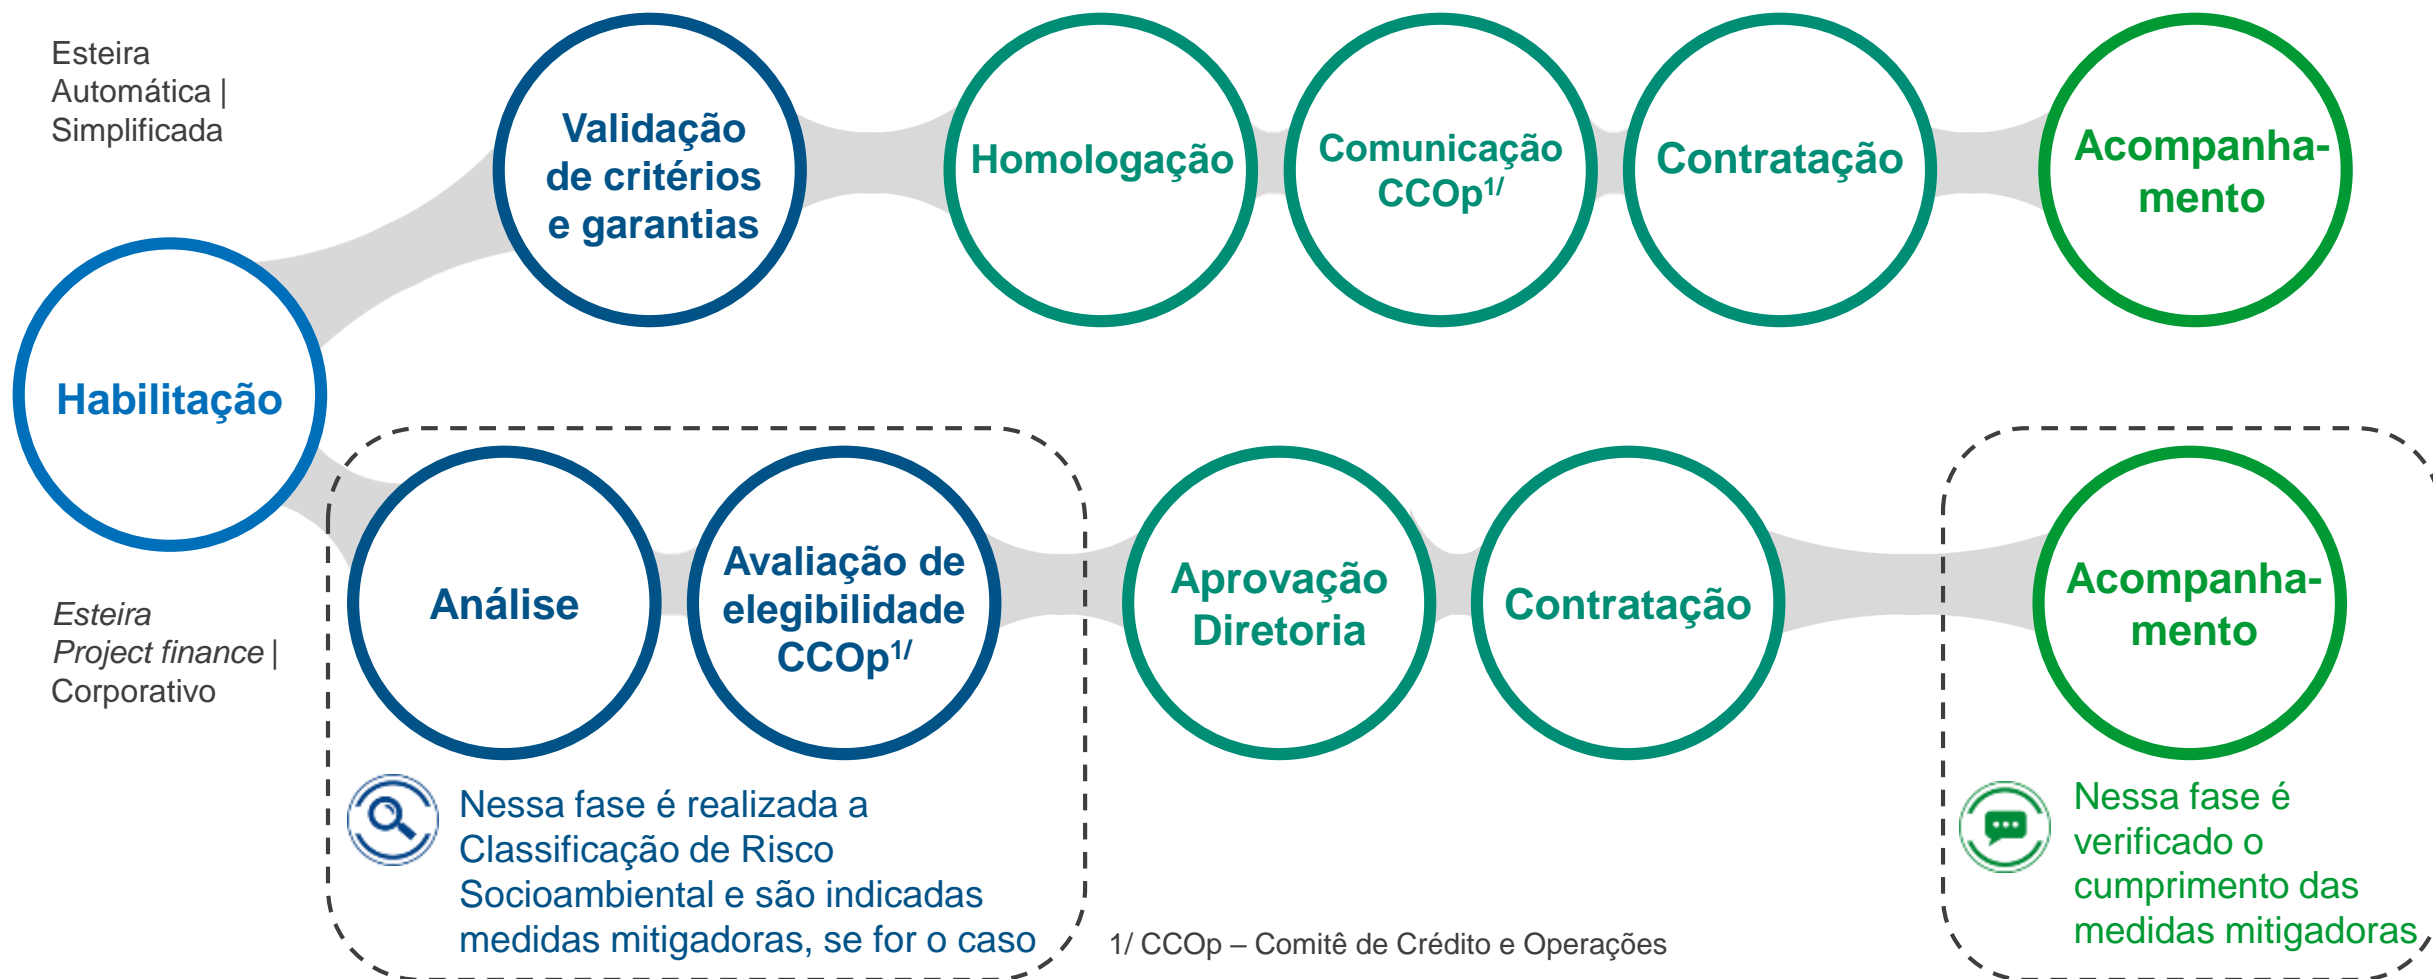 Esteira
Automática |
Simplificada
Validação
de critérios
e garantias
Homologação
Comunicação
CCOp1/
Contratação
Acompanha-
mento
Habilitação
Esteira
Project finance |
Corporativo
Análise
Avaliação de
elegibilidade
CCOp1/
Aprovação
Diretoria
Contratação
Acompanha-
mento
Nessa fase é realizada a
Classificação de Risco
Socioambiental e são indicadas
medidas mitigadoras, se for o caso
Nessa fase é
verificado o
cumprimento das
medidas mitigadoras
1/ CCOp – Comitê de Crédito e Operações